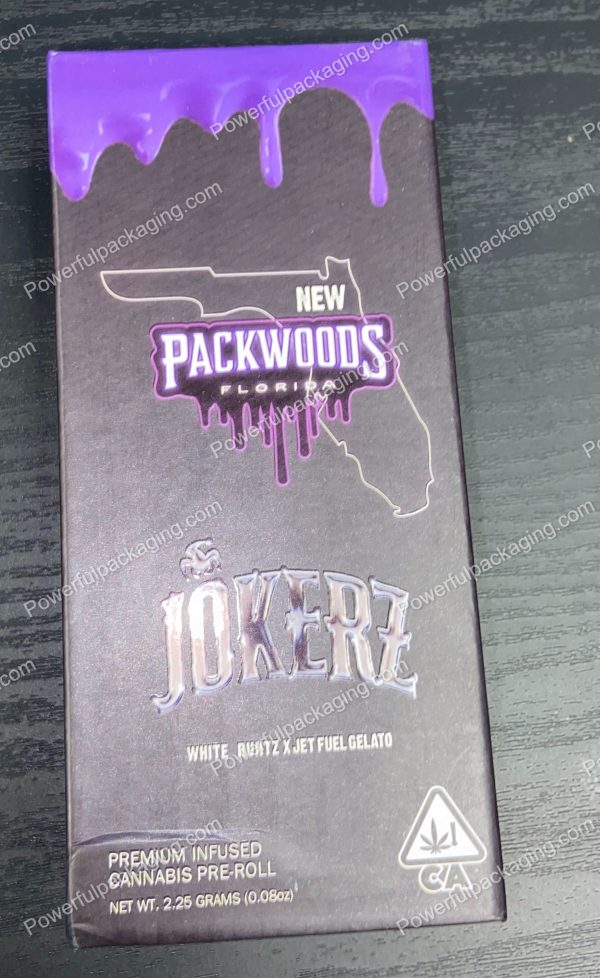 NEW
PACKWOODS
FLORIDA
JOKERZ
WHITE RUNTZ X JET FUEL GELATO
PREMIUM INFUSED
CANNABIS PRE-ROLL
NET WT. 2.25 GRAMS (0.08oz)
!
CA
Powerfulpackaging.com